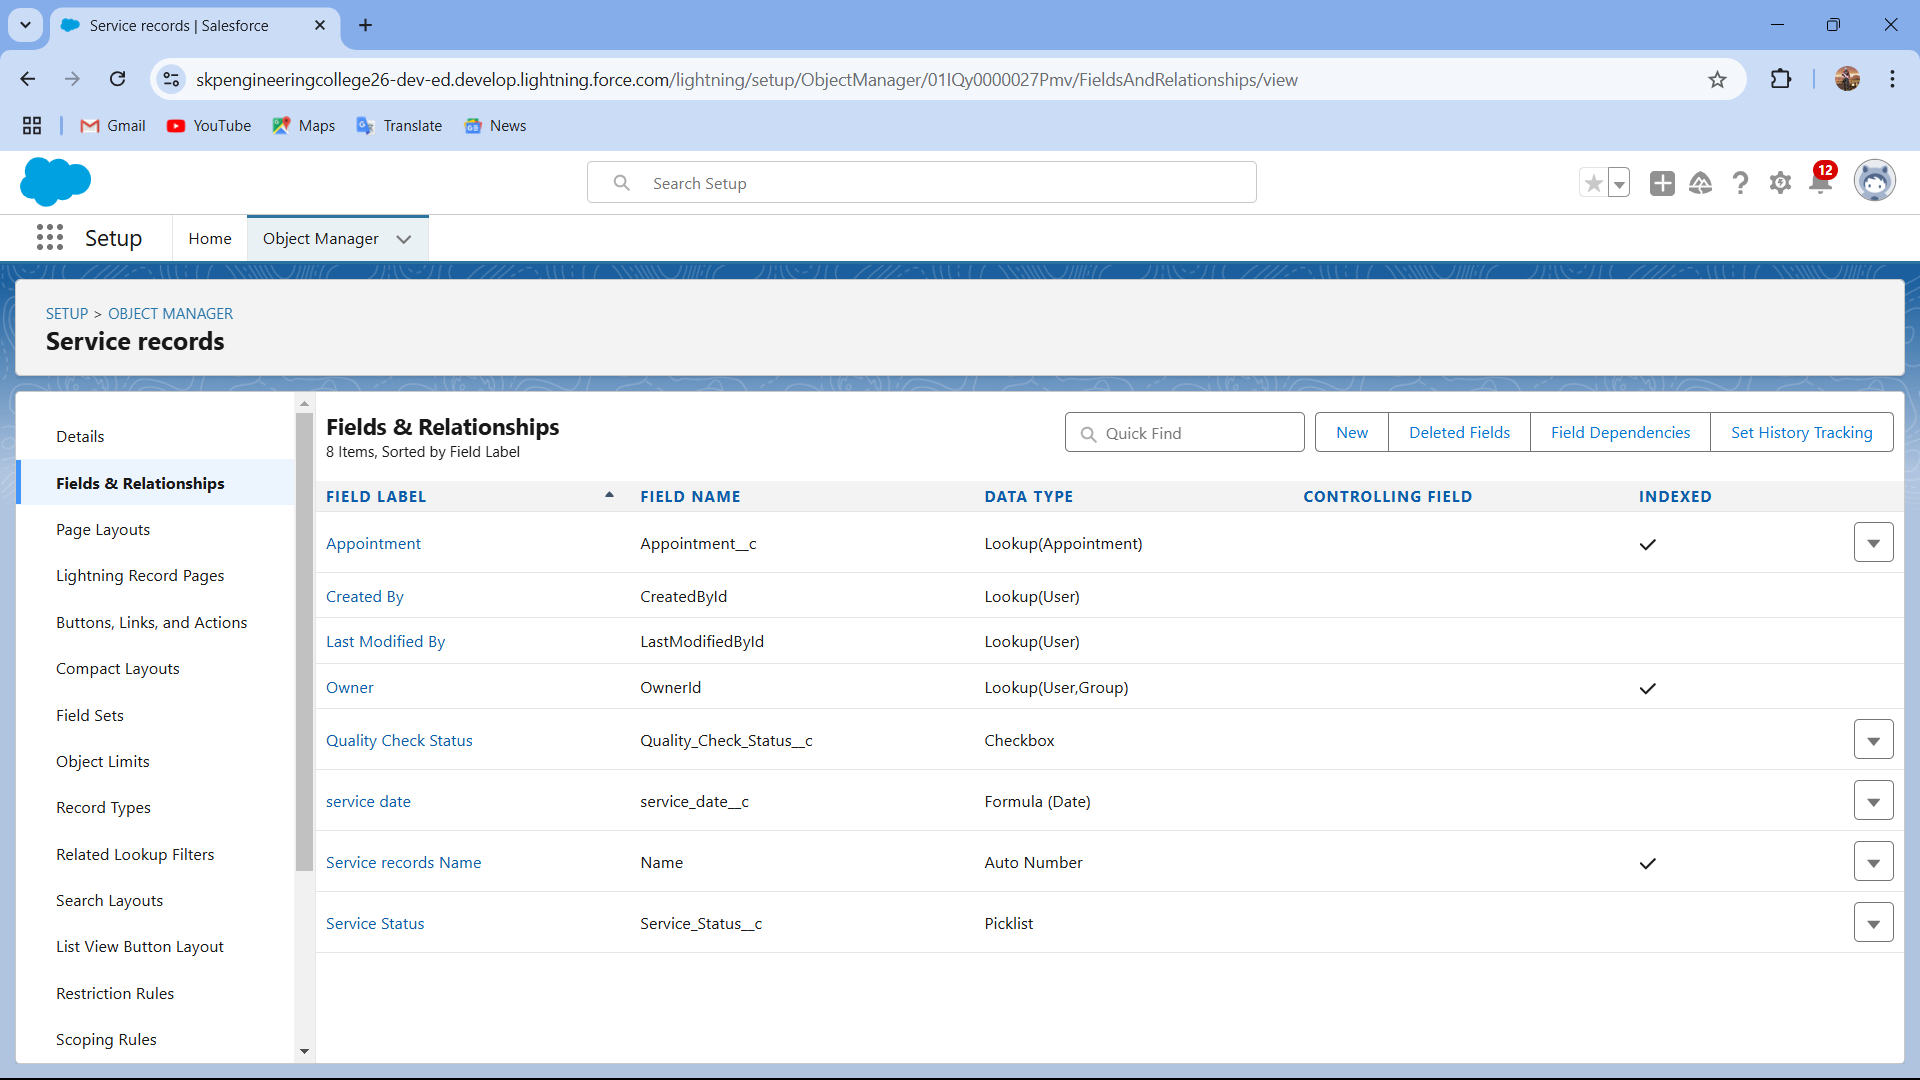 Service records | Salesforce
skpengineeringcollege26-dev-ed.develop.lightning.force.com/lightning/setup/ObjectManager/01IQy0000027Pmv/FieldsAndRelationships/view
Gmail YouTube Maps Translate News
Search Setup
12
Setup Home Object Manager
SETUP > OBJECT MANAGER
Service records
Details
Fields & Relationships
Page Layouts
Lightning Record Pages
Buttons, Links, and Actions
Compact Layouts
Field Sets
Object Limits
Record Types
Related Lookup Filters
Search Layouts
List View Button Layout
Restriction Rules
Scoping Rules
Fields & Relationships
8 Items, Sorted by Field Label
Quick Find New Deleted Fields Field Dependencies Set History Tracking
FIELD LABEL FIELD NAME DATA TYPE CONTROLLING FIELD INDEXED
Appointment Appointment__c Lookup(Appointment)
Created By CreatedById Lookup(User)
Last Modified By LastModifiedById Lookup(User)
Owner OwnerId Lookup(User,Group)
Quality Check Status Quality_Check_Status__c Checkbox
service date service_date__c Formula (Date)
Service records Name Name Auto Number
Service Status Service_Status__c Picklist